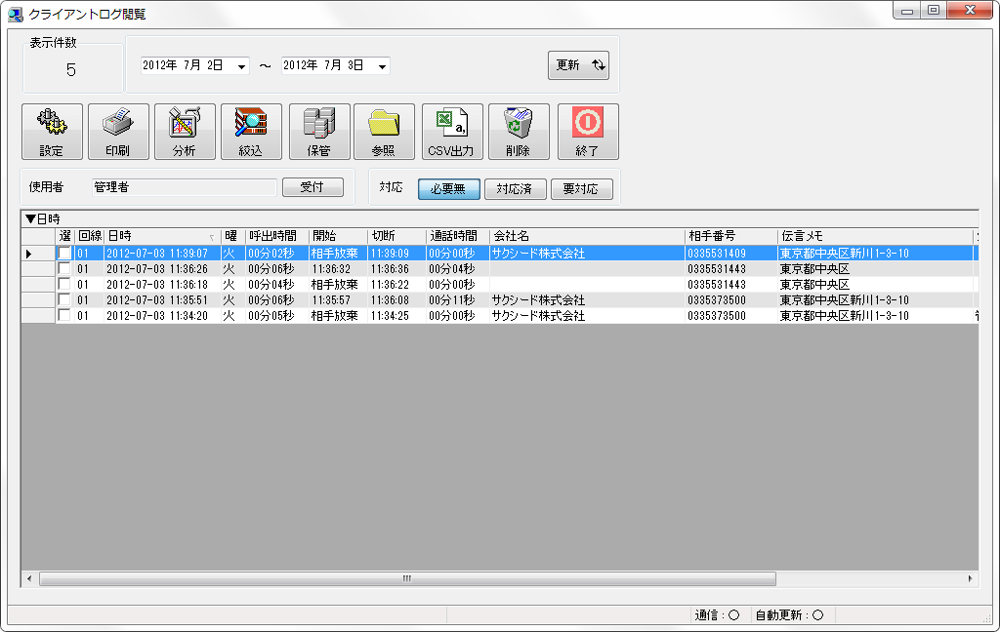 クライアントログ閲覧
表示件数
5
2012年 7月 2日 ～ 2012年 7月 3日
更新
設定 印刷 分析 絞込 保管 参照 CSV出力 削除 終了
使用者 管理者 受付 対応 必要無 対応済 要対応
▼日時
選 回線 日時 曜 呼出時間 開始 切断 通話時間 会社名 相手番号 伝言メモ
01 2012-07-03 11:39:07 火 00分02秒 相手放棄 11:39:09 00分00秒 サクシード株式会社 0335531409 東京都中央区新川1-3-10
01 2012-07-03 11:36:26 火 00分06秒 11:36:32 11:36:36 00分04秒 0335531443 東京都中央区
01 2012-07-03 11:36:18 火 00分04秒 相手放棄 11:36:22 00分00秒 0335531443 東京都中央区
01 2012-07-03 11:35:51 火 00分06秒 11:35:57 11:36:08 00分11秒 サクシード株式会社 0335373500 東京都中央区新川1-3-10
01 2012-07-03 11:34:20 火 00分05秒 相手放棄 11:34:25 00分00秒 サクシード株式会社 0335373500 東京都中央区新川1-3-10
通信：○ 自動更新：○